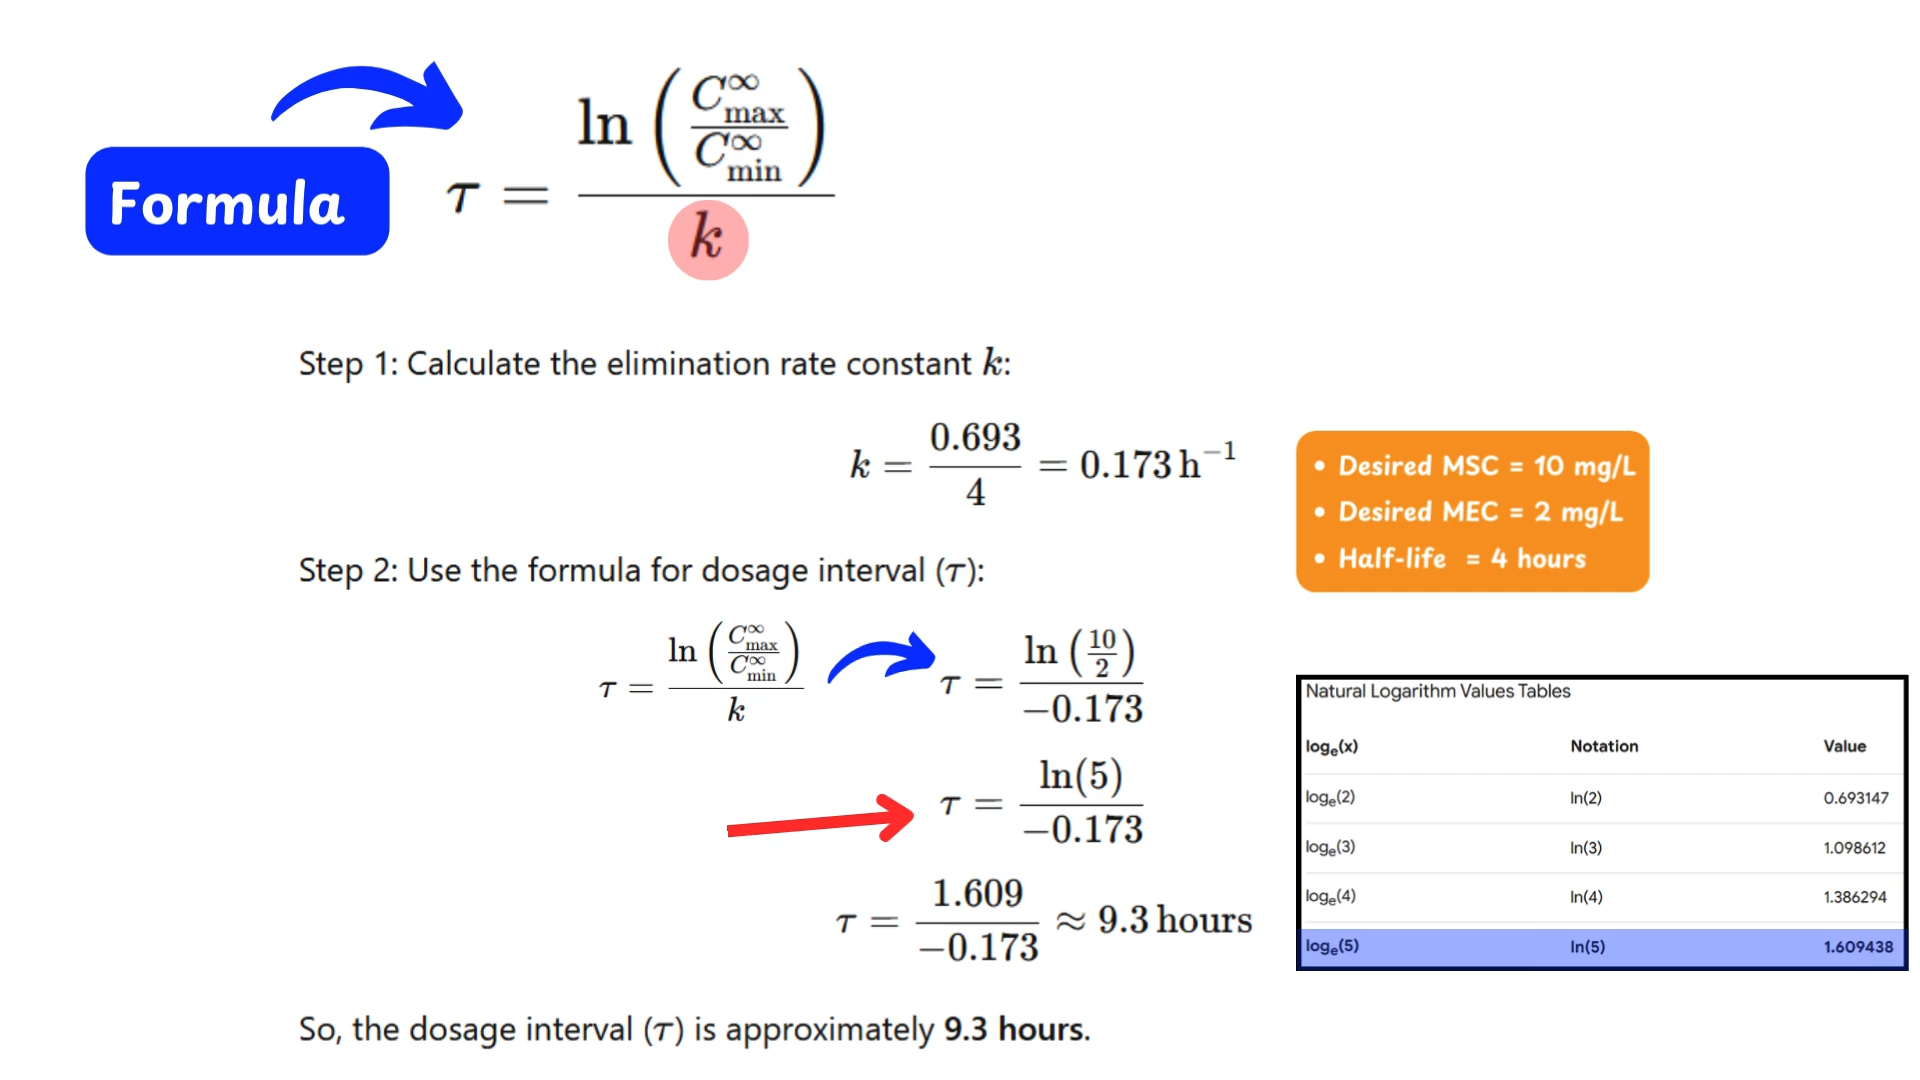 Formula
τ = ln(C∞max / C∞min) / k
Step 1: Calculate the elimination rate constant k:
k = 0.693 / 4 = 0.173 h⁻¹
• Desired MSC = 10 mg/L
• Desired MEC = 2 mg/L
• Half-life = 4 hours
Step 2: Use the formula for dosage interval (τ):
τ = ln(C∞max / C∞min) / k
τ = ln(10/2) / −0.173
τ = ln(5) / −0.173
τ = 1.609 / −0.173 ≈ 9.3 hours
Natural Logarithm Values Tables
logₑ(x) Notation Value
logₑ(2) ln(2) 0.693147
logₑ(3) ln(3) 1.098612
logₑ(4) ln(4) 1.386294
logₑ(5) ln(5) 1.609438
So, the dosage interval (τ) is approximately 9.3 hours.